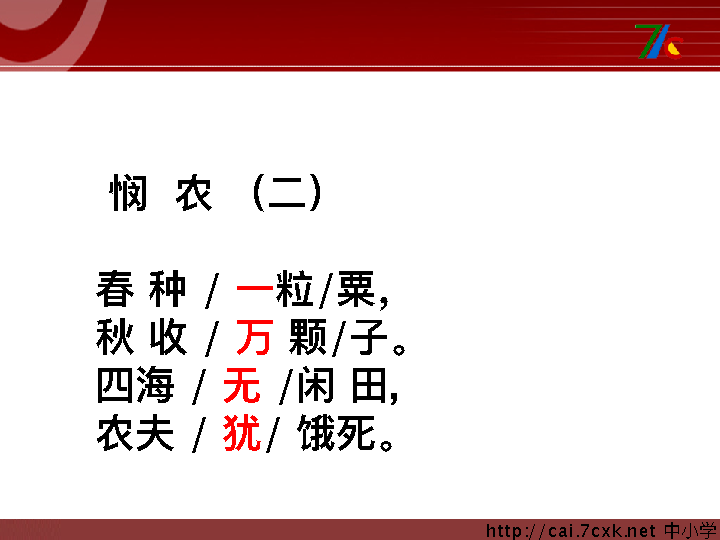 悯 农 （二）
春 种 / 一粒/粟，
秋 收 / 万 颗/子。
四海 / 无 /闲 田，
农夫 / 犹/ 饿死。
http://cai.7cxk.net 中小学